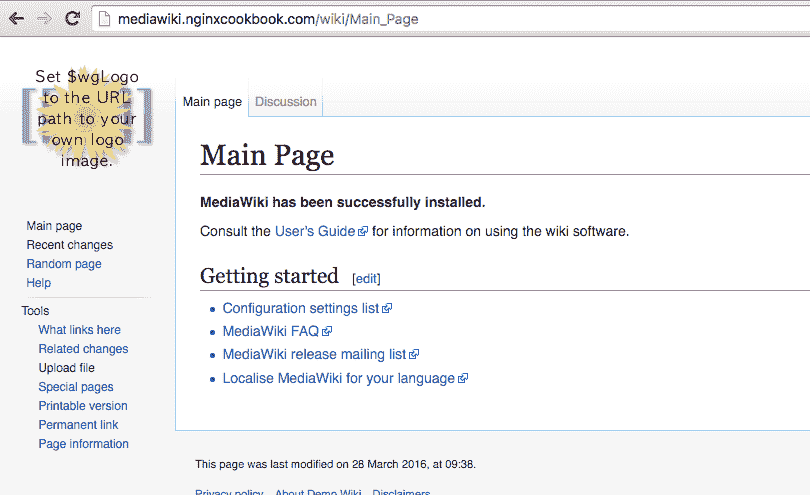 mediawiki.nginxcookbook.com/wiki/Main_Page
Set $wgLogo
to the URL
path to your
own logo
image.
Main page
Recent changes
Random page
Help
Tools
What links here
Related changes
Upload file
Special pages
Printable version
Permanent link
Page information
Main page Discussion
Main Page
MediaWiki has been successfully installed.
Consult the User's Guide for information on using the wiki software.
Getting started [edit]
Configuration settings list
MediaWiki FAQ
MediaWiki release mailing list
Localise MediaWiki for your language
This page was last modified on 28 March 2016, at 09:38.
Privacy policy About Demo Wiki Disclaimers